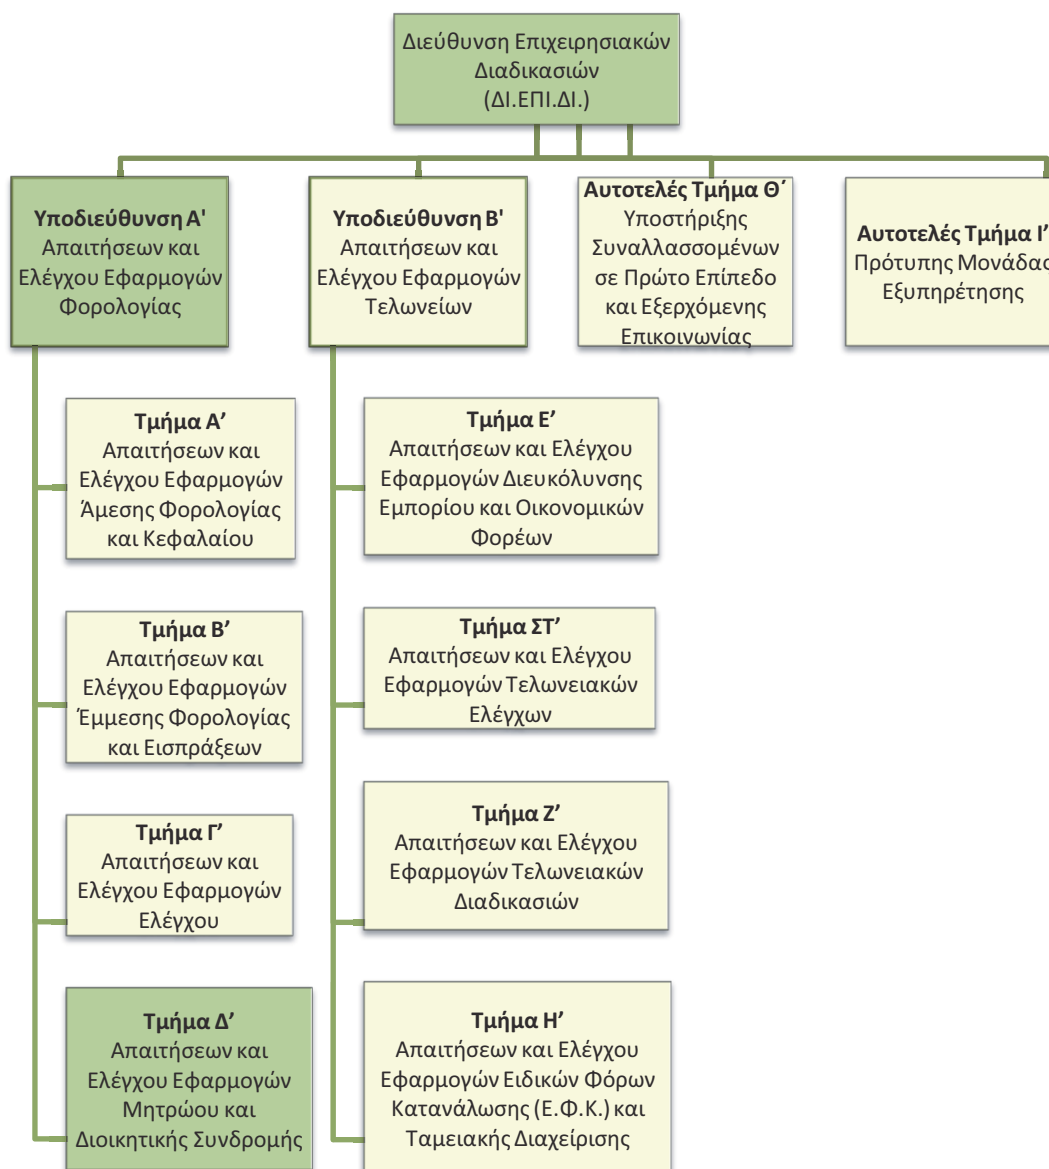 Διεύθυνση Επιχειρησιακών
Διαδικασιών
(ΔΙ.ΕΠΙ.ΔΙ.)
Υποδιεύθυνση Α'
Απαιτήσεων και
Ελέγχου Εφαρμογών
Φορολογίας
Υποδιεύθυνση Β'
Απαιτήσεων και
Ελέγχου Εφαρμογών
Τελωνείων
Αυτοτελές Τμήμα Θ’
Υποστήριξης
Συναλλασσομένων
σε Πρώτο Επίπεδο
και Εξερχόμενης
Επικοινωνίας
Αυτοτελές Τμήμα Ι’
Πρότυπης Μονάδας
Εξυπηρέτησης
Τμήμα Α’
Απαιτήσεων και
Ελέγχου Εφαρμογών
Άμεσης Φορολογίας
και Κεφαλαίου
Τμήμα Β’
Απαιτήσεων και
Ελέγχου Εφαρμογών
Έμμεσης Φορολογίας
και Εισπράξεων
Τμήμα Γ’
Απαιτήσεων και
Ελέγχου Εφαρμογών
Ελέγχου
Τμήμα Δ’
Απαιτήσεων και
Ελέγχου Εφαρμογών
Μητρώου και
Διοικητικής Συνδρομής
Τμήμα Ε’
Απαιτήσεων και Ελέγχου
Εφαρμογών Διευκόλυνσης
Εμπορίου και Οικονομικών
Φορέων
Τμήμα ΣΤ’
Απαιτήσεων και Ελέγχου
Εφαρμογών Τελωνειακών
Ελέγχων
Τμήμα Ζ’
Απαιτήσεων και Ελέγχου
Εφαρμογών Τελωνειακών
Διαδικασιών
Τμήμα Η’
Απαιτήσεων και Ελέγχου
Εφαρμογών Ειδικών Φόρων
Κατανάλωσης (Ε.Φ.Κ.) και
Ταμειακής Διαχείρισης